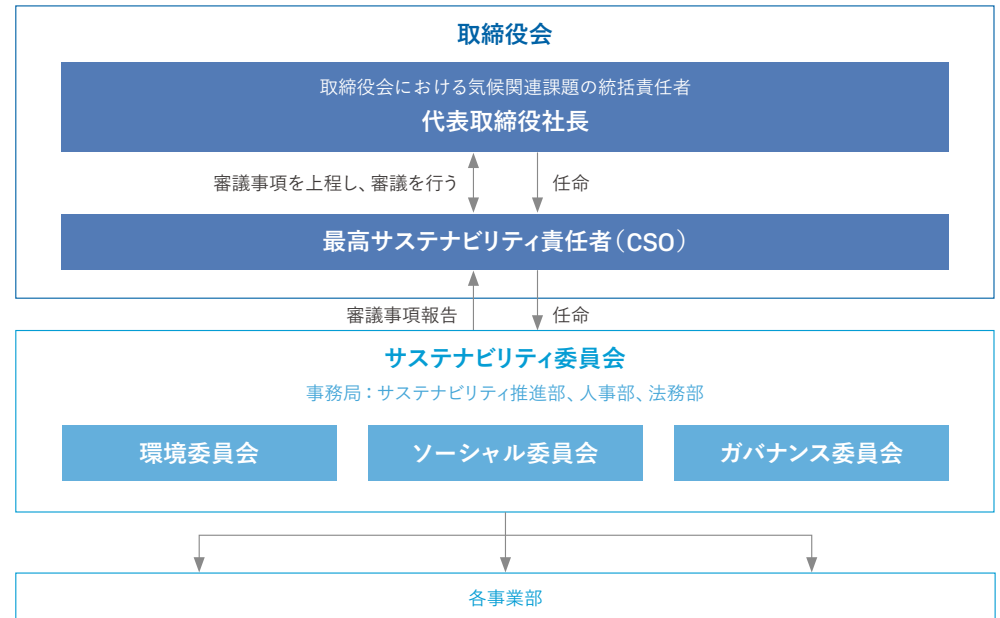 取締役会
取締役会における気候関連課題の統括責任者
代表取締役社長
審議事項を上程し、審議を行う
任命
最高サステナビリティ責任者（CSO）
審議事項報告
任命
サステナビリティ委員会
事務局：サステナビリティ推進部、人事部、法務部
環境委員会
ソーシャル委員会
ガバナンス委員会
各事業部